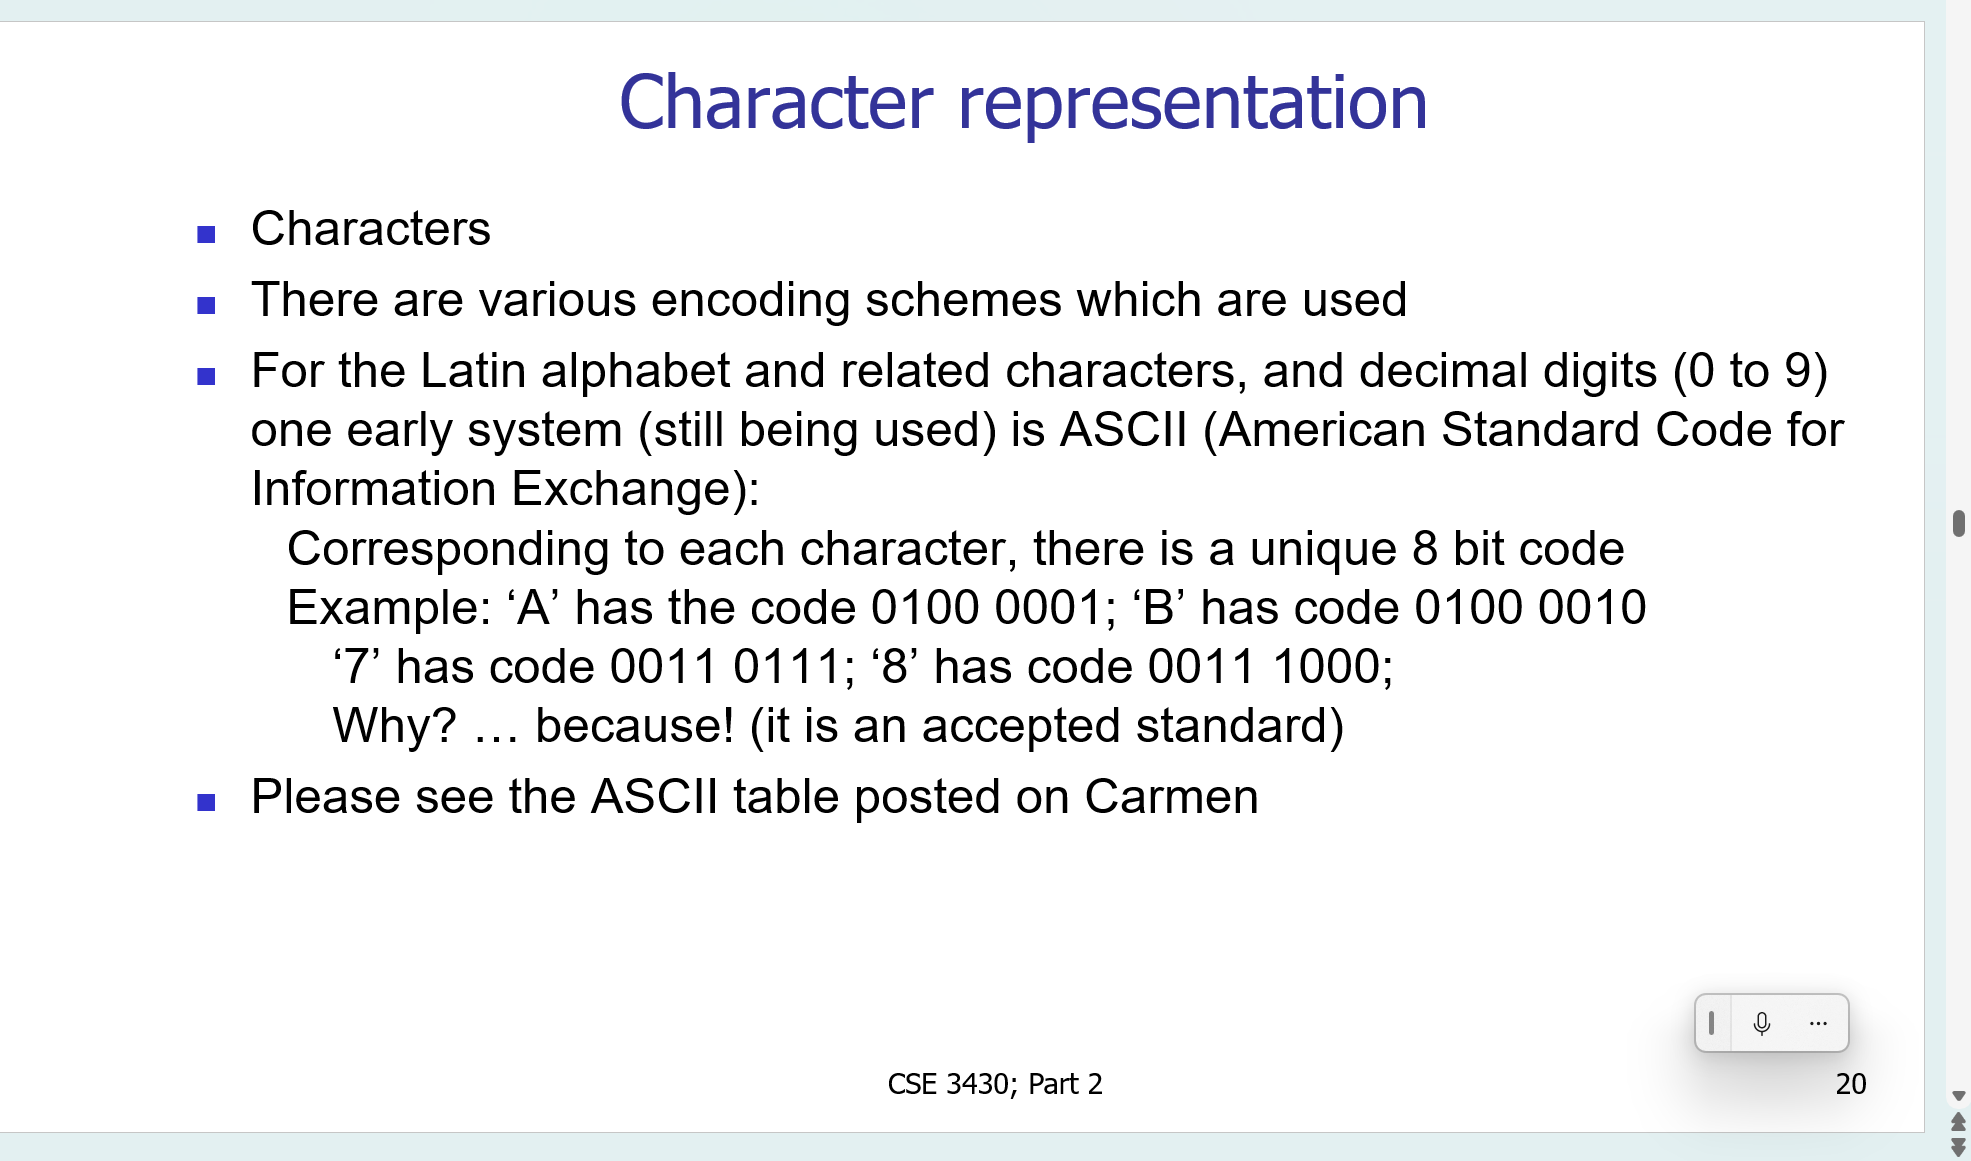 Character representation
Characters
There are various encoding schemes which are used
For the Latin alphabet and related characters, and decimal digits (0 to 9)
one early system (still being used) is ASCII (American Standard Code for
Information Exchange):
Corresponding to each character, there is a unique 8 bit code
Example: ‘A’ has the code 0100 0001; ‘B’ has code 0100 0010
‘7’ has code 0011 0111; ‘8’ has code 0011 1000;
Why? … because! (it is an accepted standard)
Please see the ASCII table posted on Carmen
CSE 3430; Part 2
20